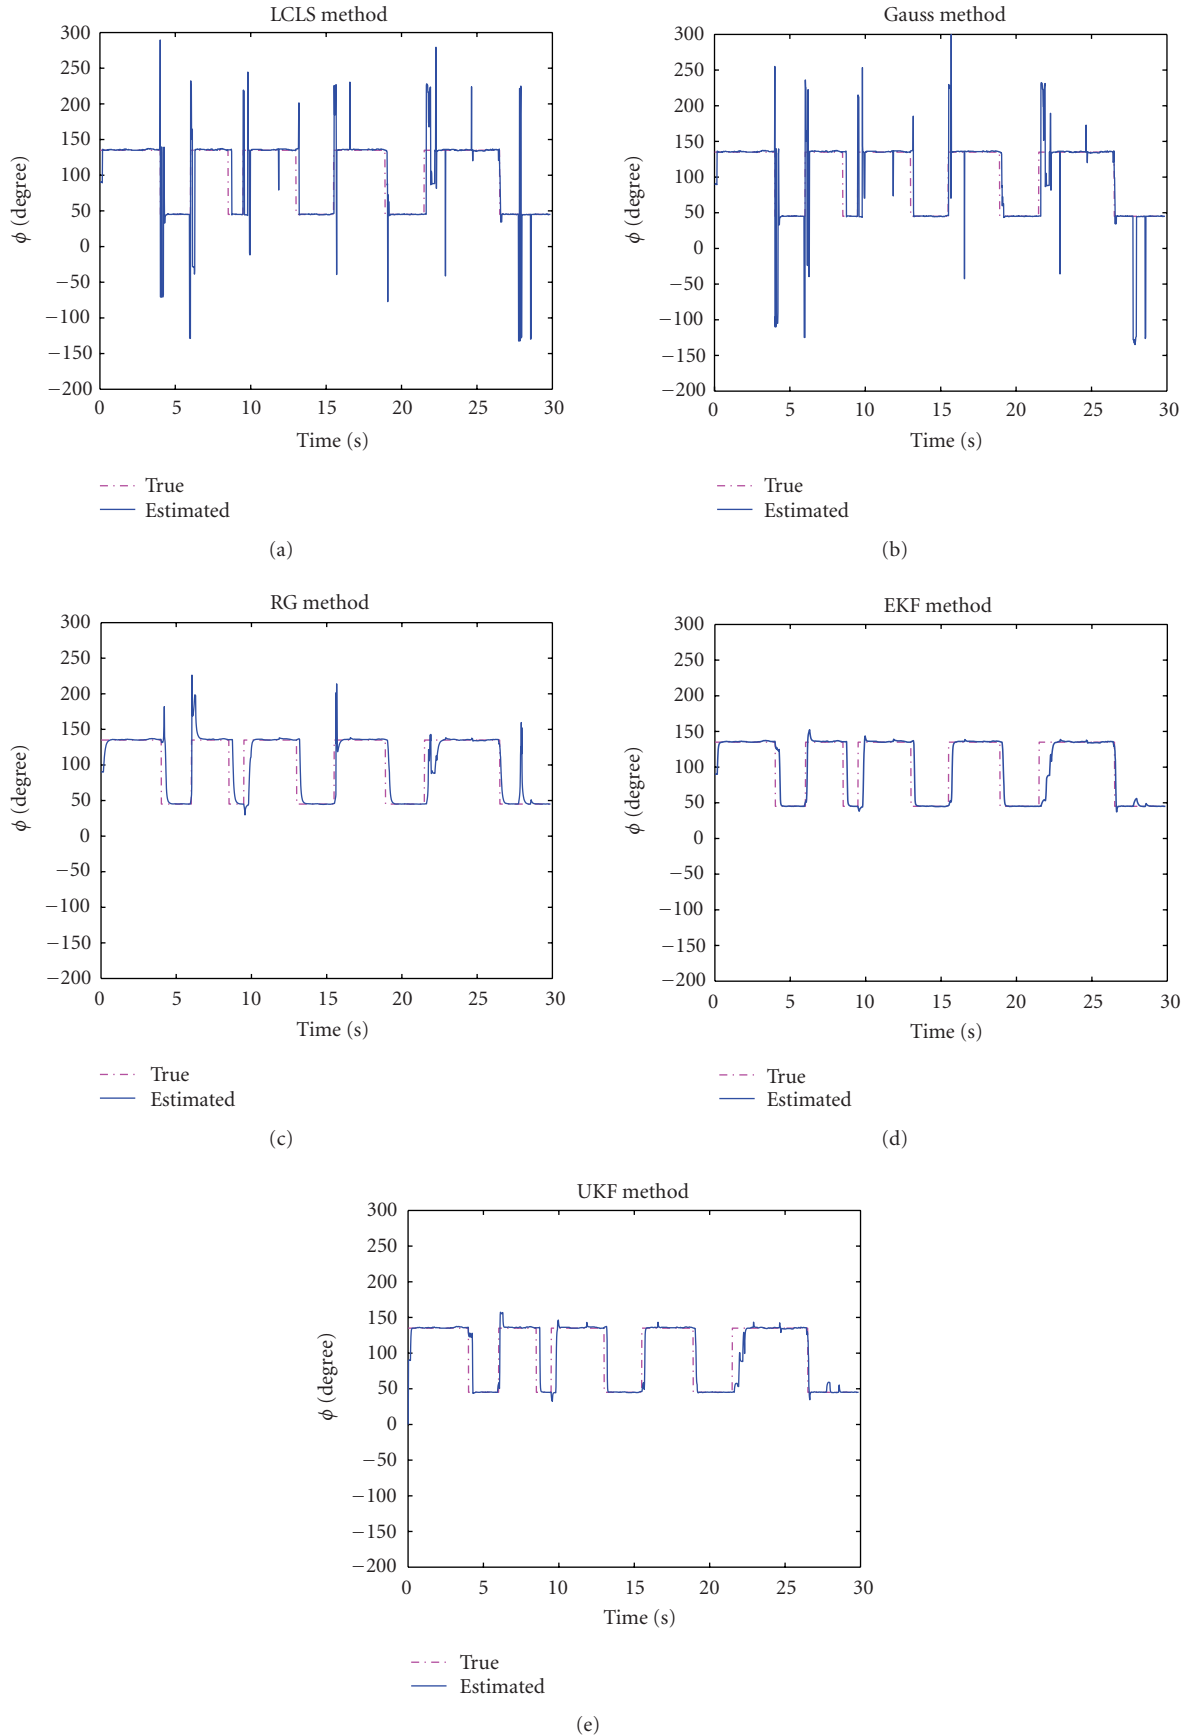 LCLS method
300
250
200
150
100
50
0
−50
−100
−150
−200
ϕ (degree)
0 5 10 15 20 25 30
Time (s)
True
Estimated
(a)
Gauss method
300
250
200
150
100
50
0
−50
−100
−150
−200
ϕ (degree)
0 5 10 15 20 25 30
Time (s)
True
Estimated
(b)
RG method
300
250
200
150
100
50
0
−50
−100
−150
−200
ϕ (degree)
0 5 10 15 20 25 30
Time (s)
True
Estimated
(c)
EKF method
300
250
200
150
100
50
0
−50
−100
−150
−200
ϕ (degree)
0 5 10 15 20 25 30
Time (s)
True
Estimated
(d)
UKF method
300
250
200
150
100
50
0
−50
−100
−150
−200
ϕ (degree)
0 5 10 15 20 25 30
Time (s)
True
Estimated
(e)